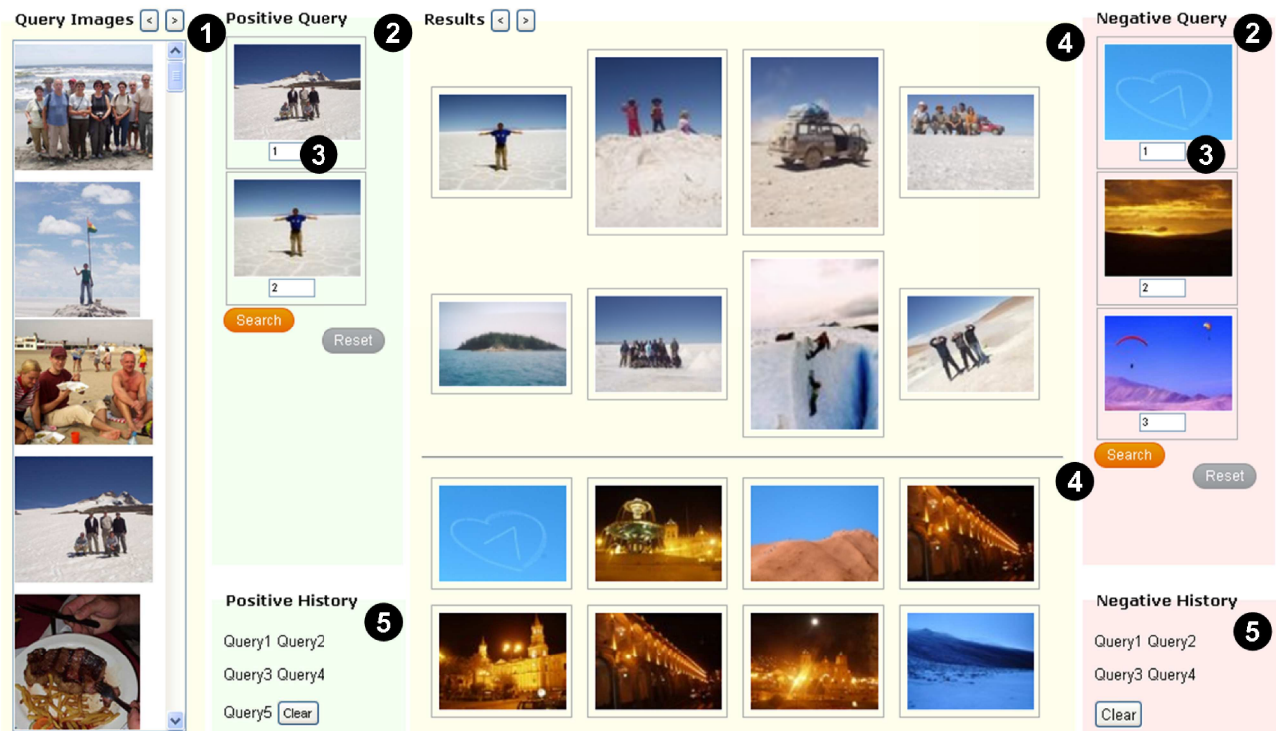 Query Images < >
1
Positive Query
2
1
3
2
Search
Reset
Positive History
5
Query1 Query2
Query3 Query4
Query5 Clear
Results < >
4
4
Negative Query
2
1
3
2
3
Search
Reset
Negative History
5
Query1 Query2
Query3 Query4
Clear